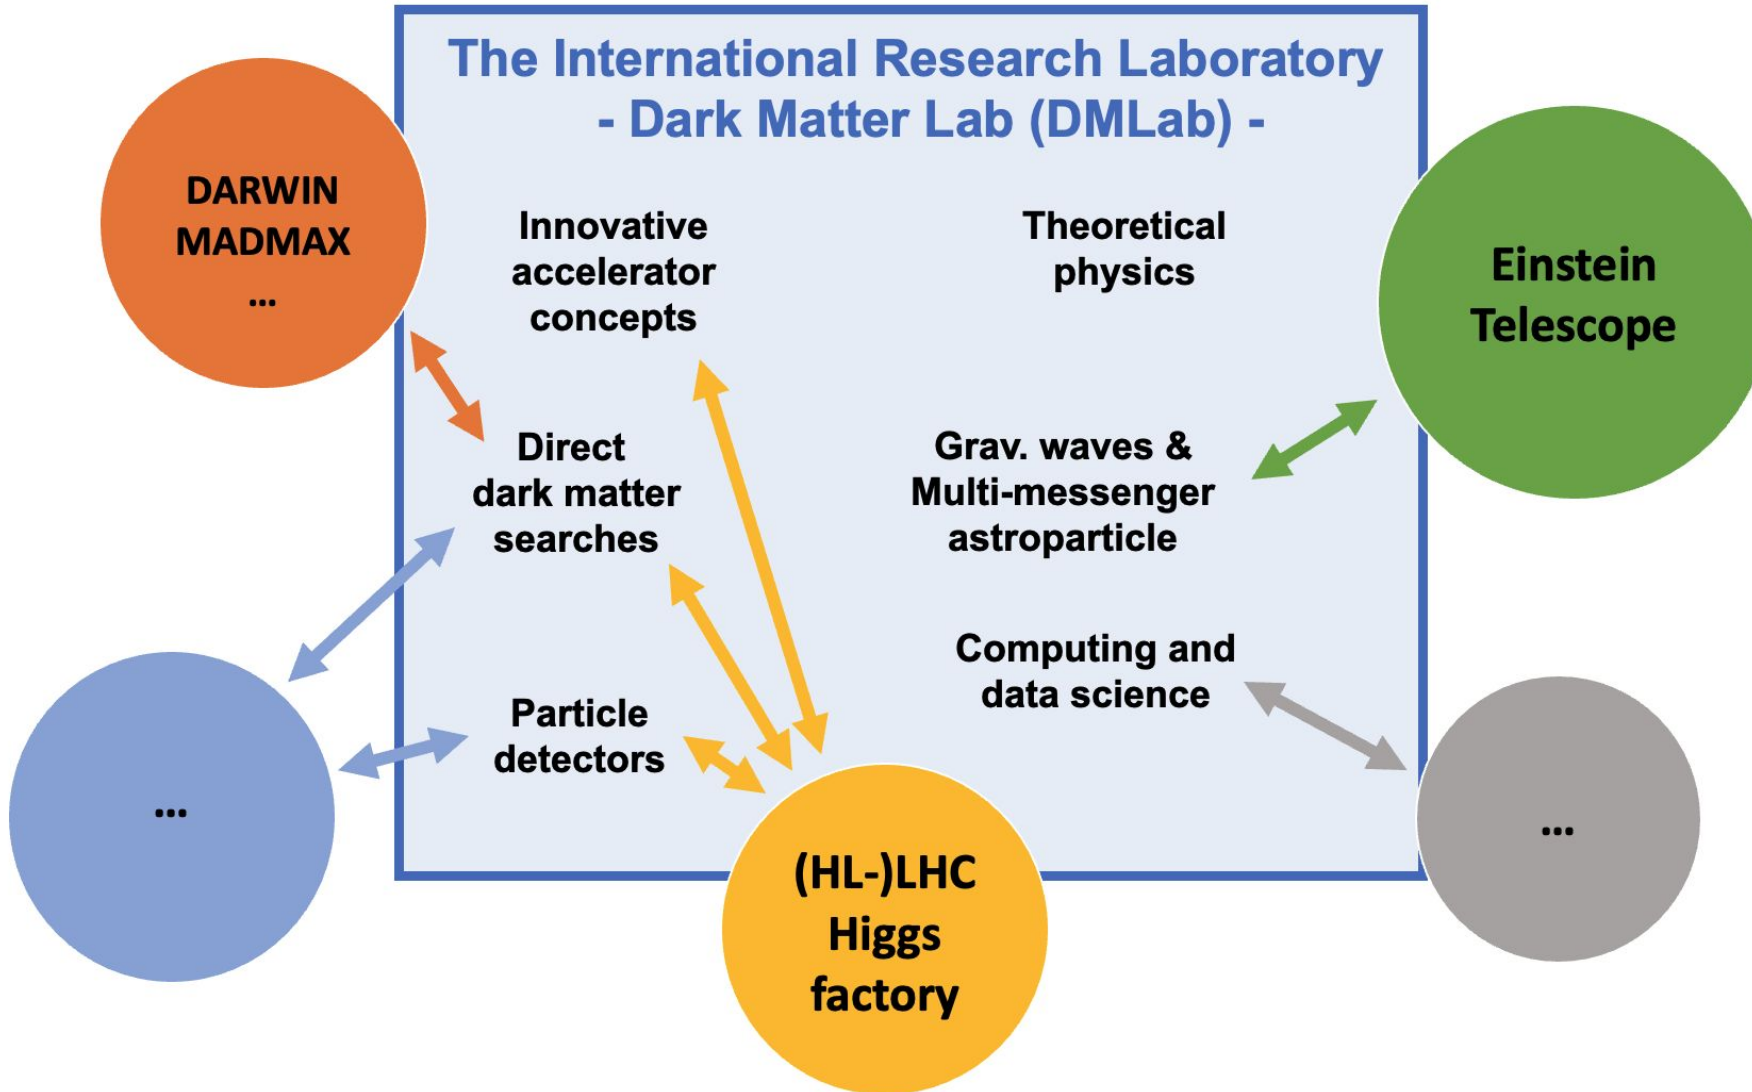 The International Research Laboratory
- Dark Matter Lab (DMLab) -
DARWIN
MADMAX
...
Innovative
accelerator
concepts
Theoretical
physics
Einstein
Telescope
Direct
dark matter
searches
Grav. waves &
Multi-messenger
astroparticle
Particle
detectors
Computing and
data science
...
(HL-)LHC
Higgs
factory
...